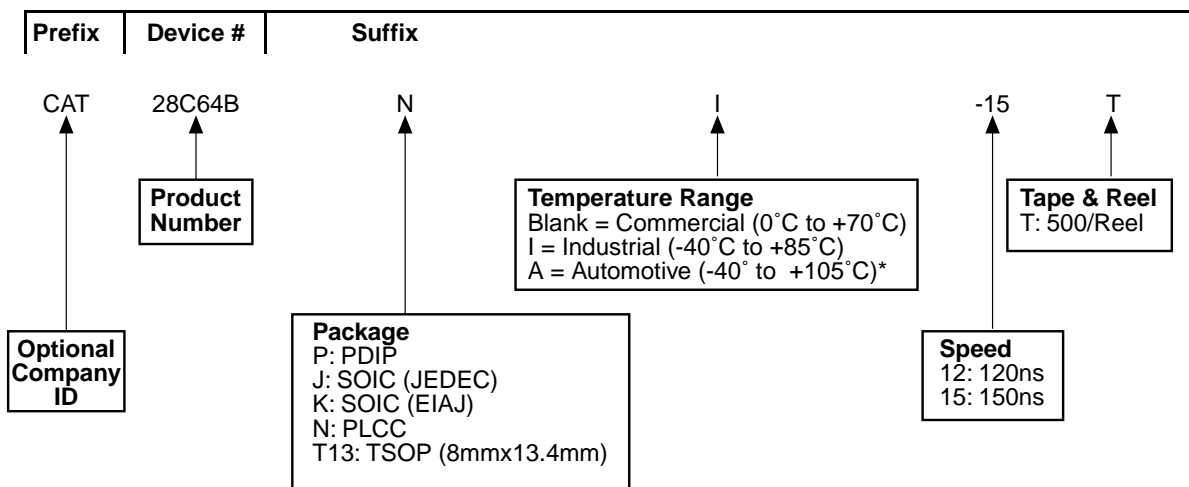 Prefix Device # Suffix
CAT 28C64B N I -15 T
Product
Number
Temperature Range
Blank = Commercial (0˚C to +70˚C)
I = Industrial (-40˚C to +85˚C)
A = Automotive (-40˚ to +105˚C)*
Tape & Reel
T: 500/Reel
Optional
Company
ID
Package
P: PDIP
J: SOIC (JEDEC)
K: SOIC (EIAJ)
N: PLCC
T13: TSOP (8mmx13.4mm)
Speed
12: 120ns
15: 150ns